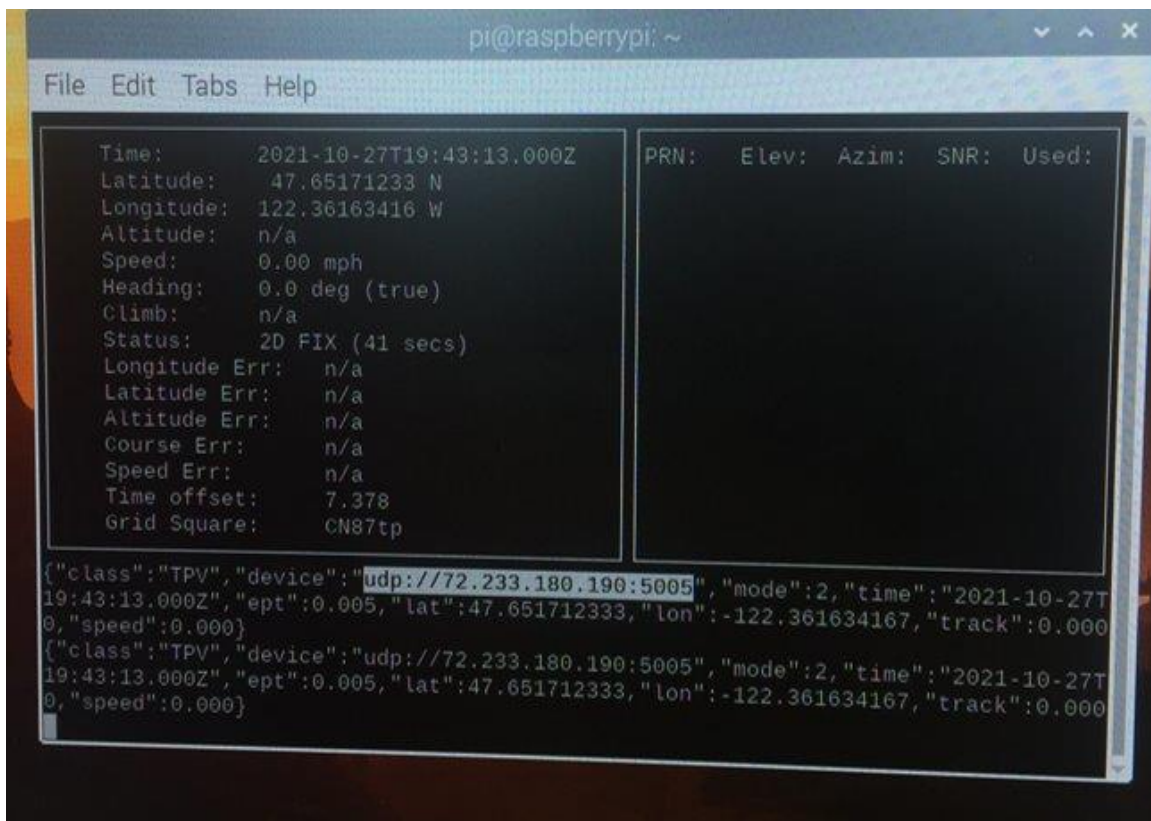 pi@raspberrypi: ~
File Edit Tabs Help
Time: 2021-10-27T19:43:13.000Z
Latitude: 47.65171233 N
Longitude: 122.36163416 W
Altitude: n/a
Speed: 0.00 mph
Heading: 0.0 deg (true)
Climb: n/a
Status: 2D FIX (41 secs)
Longitude Err: n/a
Latitude Err: n/a
Altitude Err: n/a
Course Err: n/a
Speed Err: n/a
Time offset: 7.378
Grid Square: CN87tp
PRN: Elev: Azim: SNR: Used:
{"class":"TPV","device":"udp://72.233.180.190:5005","mode":2,"time":"2021-10-27T
19:43:13.000Z","ept":0.005,"lat":47.651712333,"lon":-122.361634167,"track":0.000
0,"speed":0.000}
{"class":"TPV","device":"udp://72.233.180.190:5005","mode":2,"time":"2021-10-27T
19:43:13.000Z","ept":0.005,"lat":47.651712333,"lon":-122.361634167,"track":0.000
0,"speed":0.000}